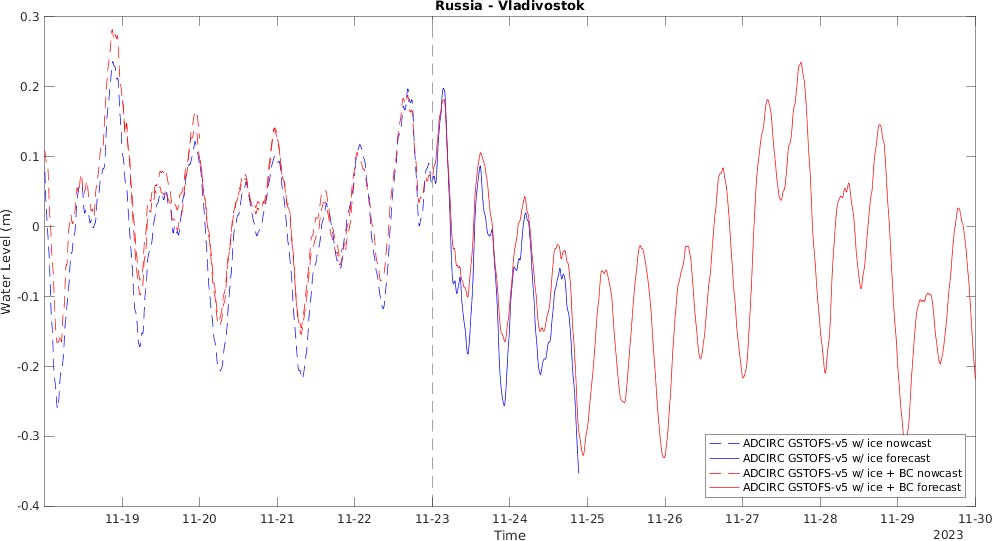 Russia - Vladivostok
0.3
0.2
0.1
0
-0.1
-0.2
-0.3
-0.4
Water Level (m)
ADCIRC GSTOFS-v5 w/ ice nowcast
ADCIRC GSTOFS-v5 w/ ice forecast
ADCIRC GSTOFS-v5 w/ ice + BC nowcast
ADCIRC GSTOFS-v5 w/ ice + BC forecast
11-19 11-20 11-21 11-22 11-23 11-24 11-25 11-26 11-27 11-28 11-29 11-30
Time
2023